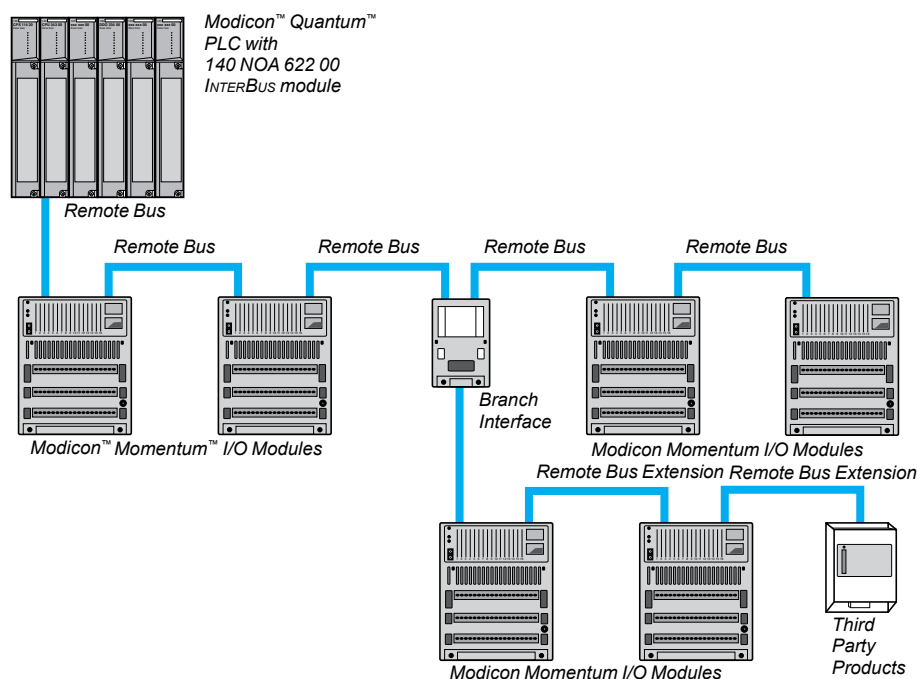 Modicon™ Quantum™
PLC with
140 NOA 622 00
INTERBUS module
Remote Bus
Remote Bus
Remote Bus
Remote Bus
Remote Bus
Branch
Interface
Modicon™ Momentum™ I/O Modules
Modicon Momentum I/O Modules
Remote Bus Extension
Remote Bus Extension
Third
Party
Products
Modicon Momentum I/O Modules